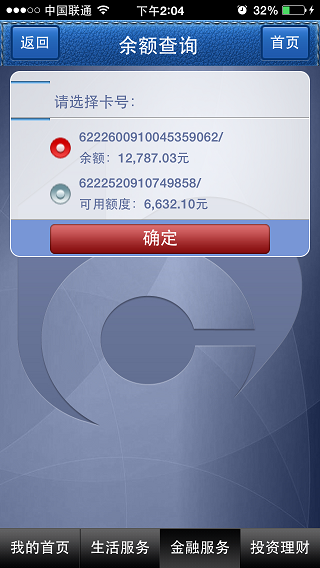 中国联通 下午2:04 32%
返回 余额查询 首页
请选择卡号:
6222600910045359062/
余额: 12,787.03元
6222520910749858/
可用额度: 6,632.10元
确定
我的首页 生活服务 金融服务 投资理财